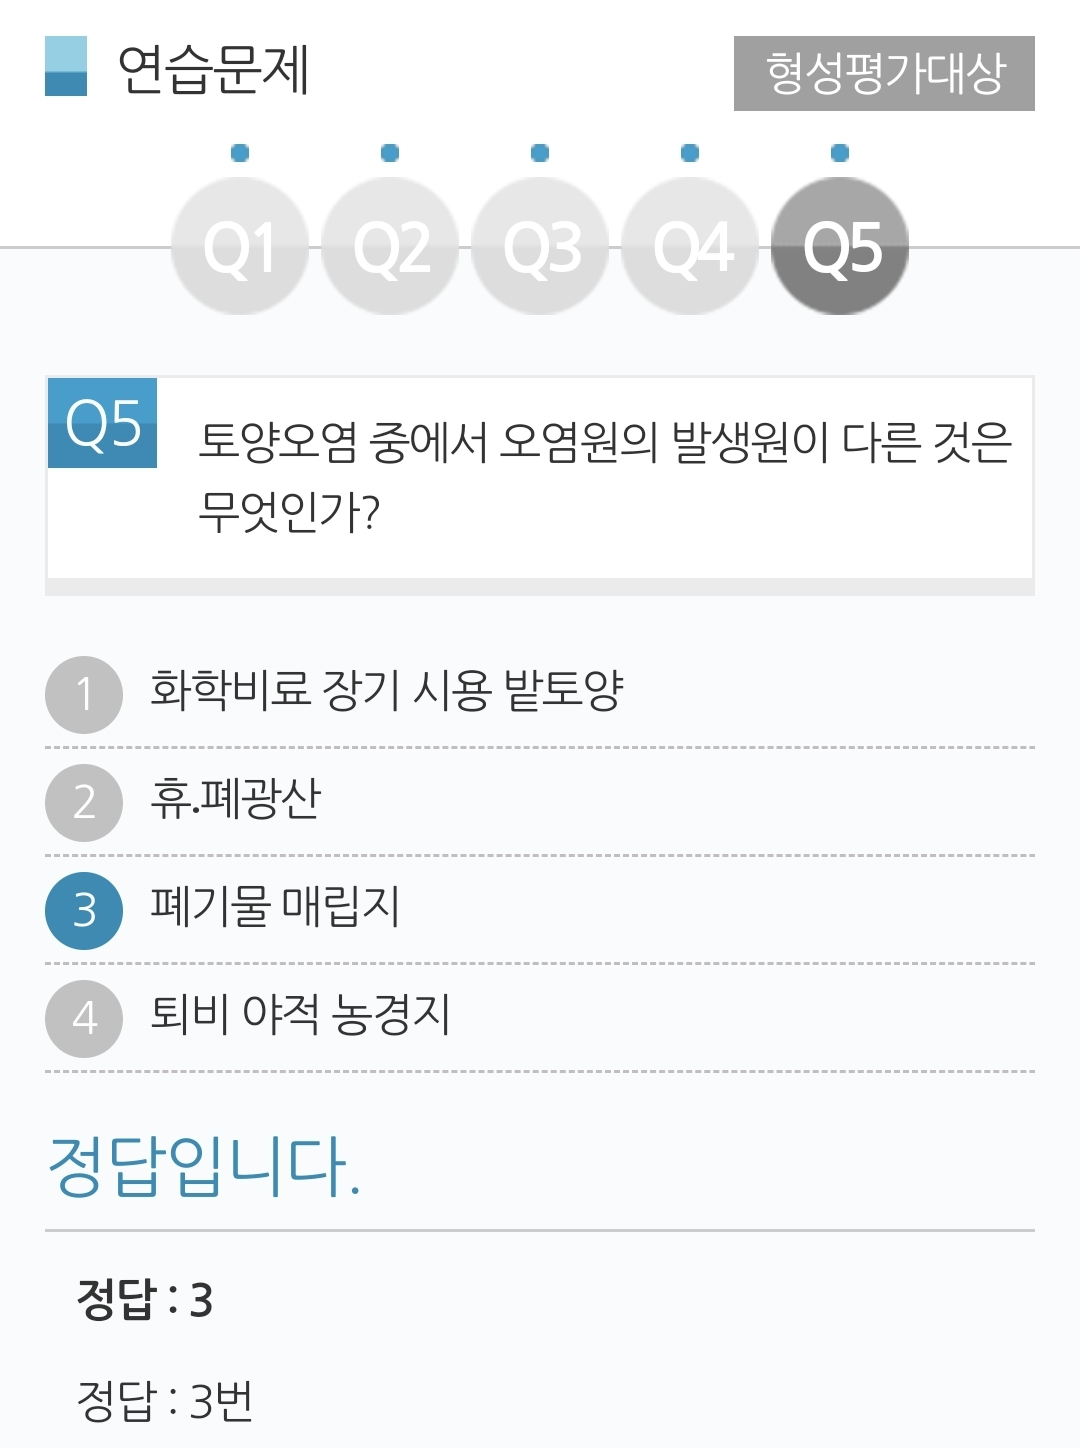 연습문제
형성평가대상
Q1 Q2 Q3 Q4 Q5
Q5
토양오염 중에서 오염원의 발생원이 다른 것은
무엇인가?
1 화학비료 장기 시용 밭토양
2 휴.폐광산
3 폐기물 매립지
4 퇴비 야적 농경지
정답입니다.
정답 : 3
정답 : 3번